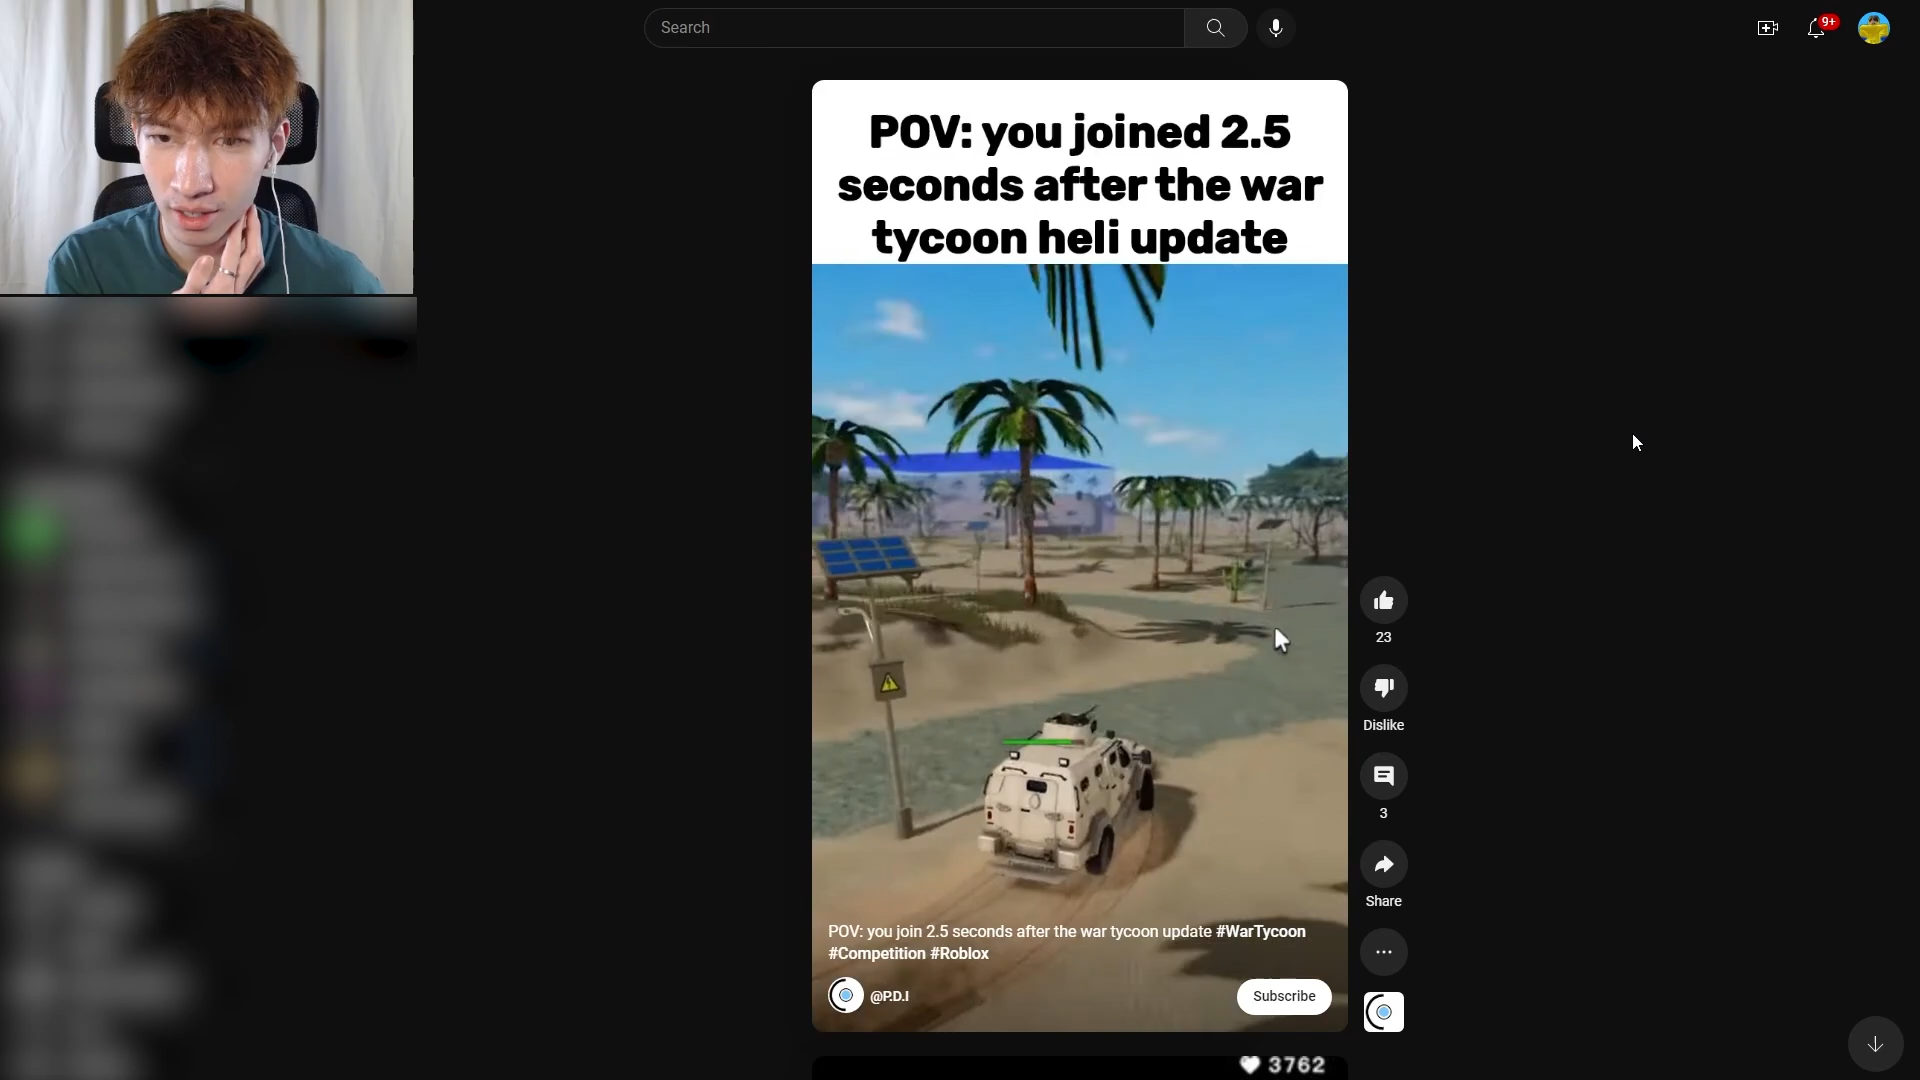 Search
9+
POV: you joined 2.5
seconds after the war
tycoon heli update
23
Dislike
3
Share
POV: you join 2.5 seconds after the war tycoon update #WarTycoon
#Competition #Roblox
@P.D.I
Subscribe
3762